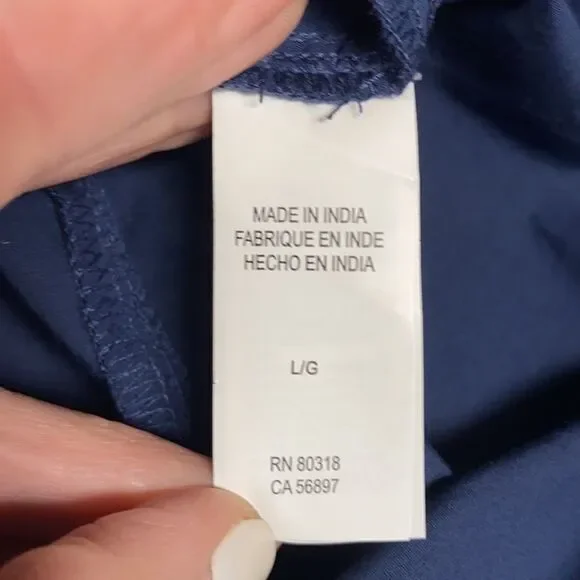 MADE IN INDIA
FABRIQUE EN INDE
HECHO EN INDIA
L/G
RN 80318
CA 56897